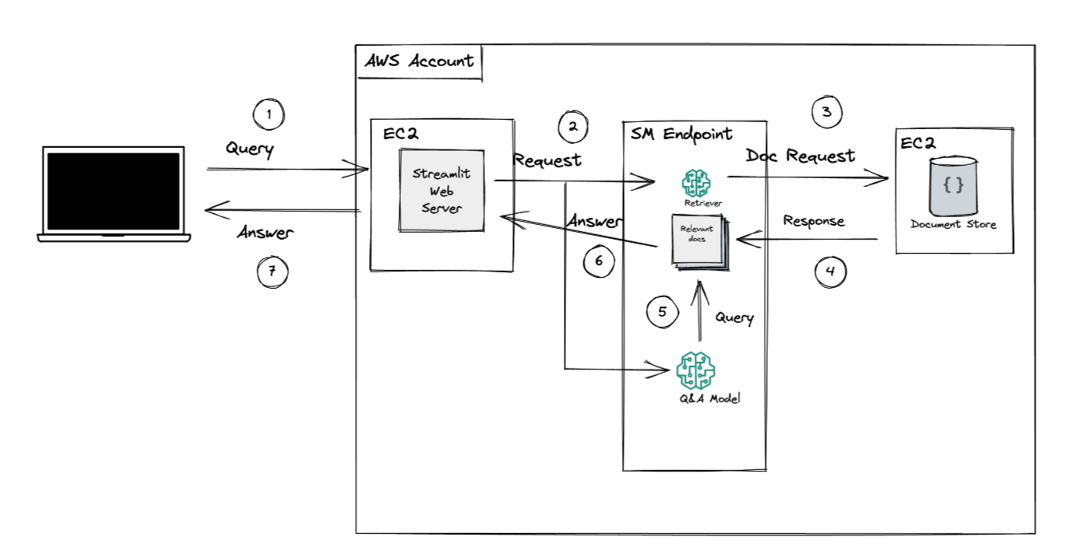 AWS Account
1
Query
EC2
Streamlit
Web
Server
Answer
7
2
Request
SM Endpoint
Retriever
Relevant
docs
Answer
6
5
Query
Q&A Model
3
Doc Request
EC2
{ }
Document Store
Response
4